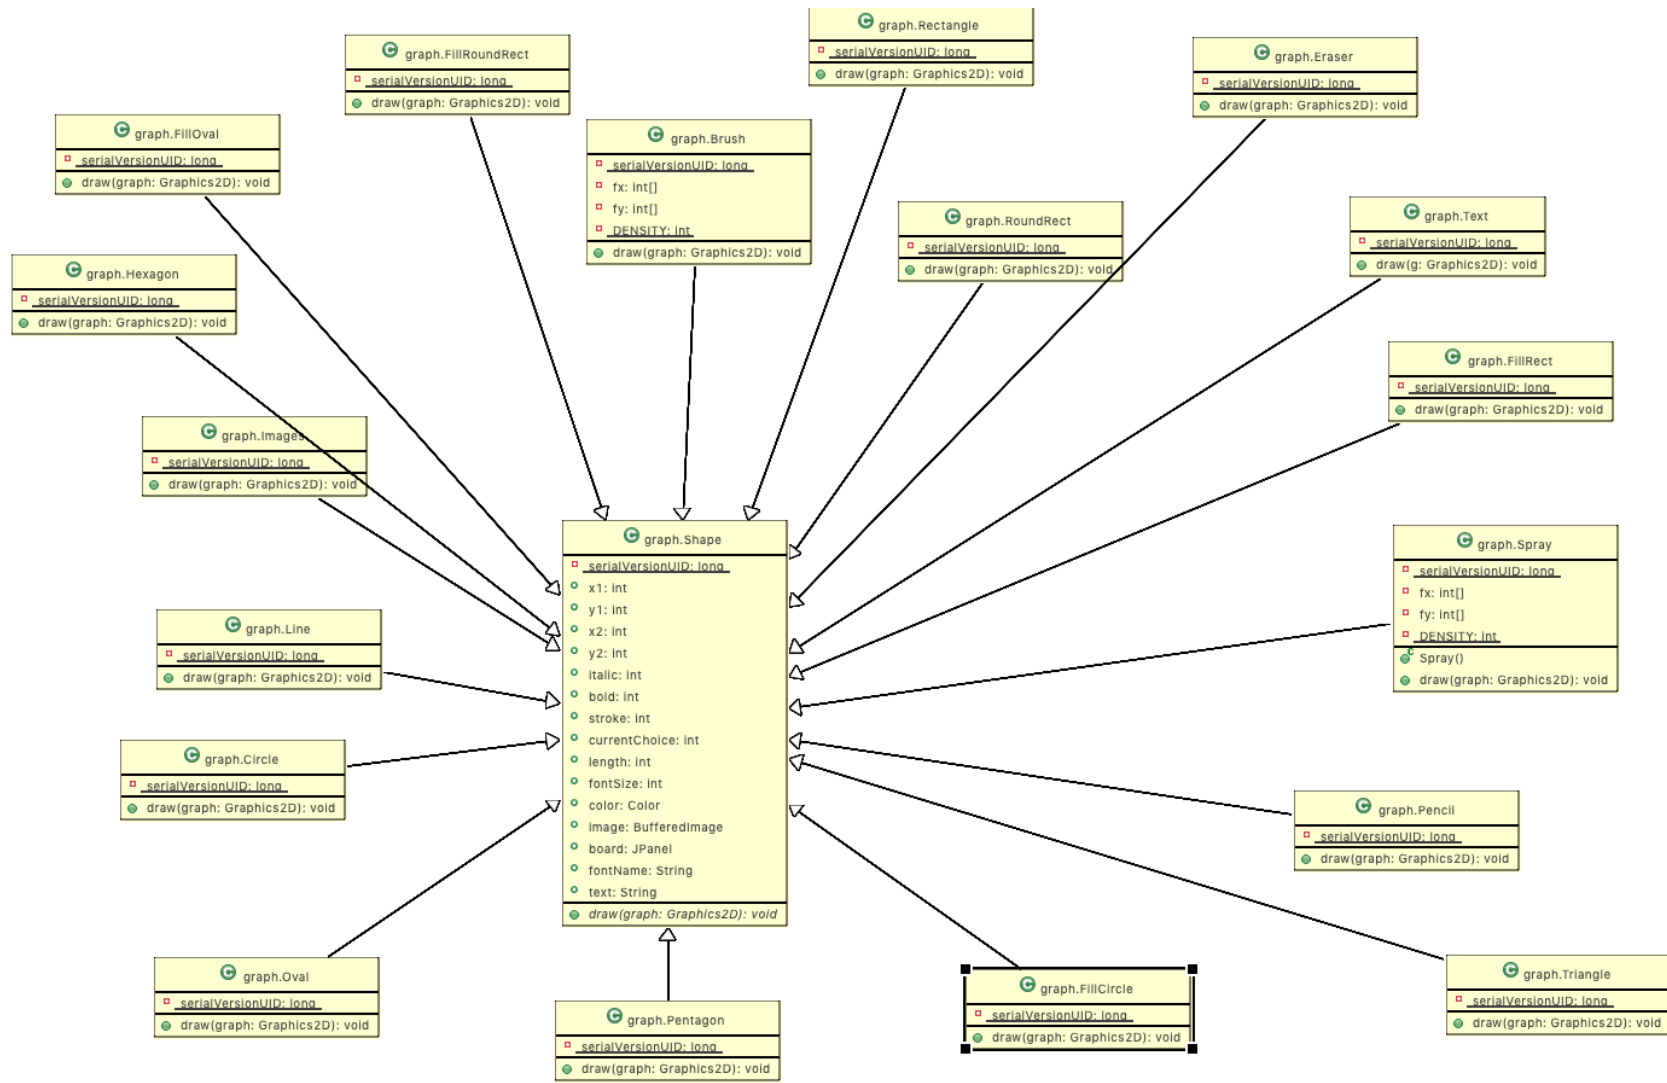 graph.Rectangle
serialVersionUID: long
draw(graph: Graphics2D): void
graph.FillRoundRect
serialVersionUID: long
draw(graph: Graphics2D): void
graph.Eraser
serialVersionUID: long
draw(graph: Graphics2D): void
graph.FillOval
serialVersionUID: long
draw(graph: Graphics2D): void
graph.Brush
serialVersionUID: long
fx: int[]
fy: int[]
DENSITY: int
draw(graph: Graphics2D): void
graph.RoundRect
serialVersionUID: long
draw(graph: Graphics2D): void
graph.Text
serialVersionUID: long
draw(g: Graphics2D): void
graph.Hexagon
serialVersionUID: long
draw(graph: Graphics2D): void
graph.FillRect
serialVersionUID: long
draw(graph: Graphics2D): void
graph.Images
serialVersionUID: long
draw(graph: Graphics2D): void
graph.Shape
serialVersionUID: long
x1: int
y1: int
x2: int
y2: int
italic: int
bold: int
stroke: int
currentChoice: int
length: int
fontSize: int
color: Color
image: BufferedImage
board: JPanel
fontName: String
text: String
draw(graph: Graphics2D): void
graph.Spray
serialVersionUID: long
fx: int[]
fy: int[]
DENSITY: int
Spray()
draw(graph: Graphics2D): void
graph.Line
serialVersionUID: long
draw(graph: Graphics2D): void
graph.Circle
serialVersionUID: long
draw(graph: Graphics2D): void
graph.Pencil
serialVersionUID: long
draw(graph: Graphics2D): void
graph.Oval
serialVersionUID: long
draw(graph: Graphics2D): void
graph.Pentagon
serialVersionUID: long
draw(graph: Graphics2D): void
graph.FillCircle
serialVersionUID: long
draw(graph: Graphics2D): void
graph.Triangle
serialVersionUID: long
draw(graph: Graphics2D): void